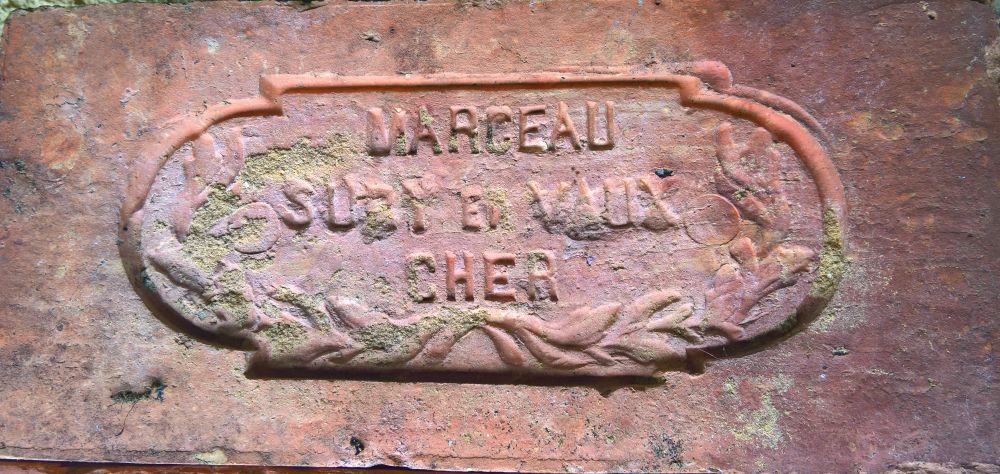 MARCEAU
SURY EN VAUX
CHER